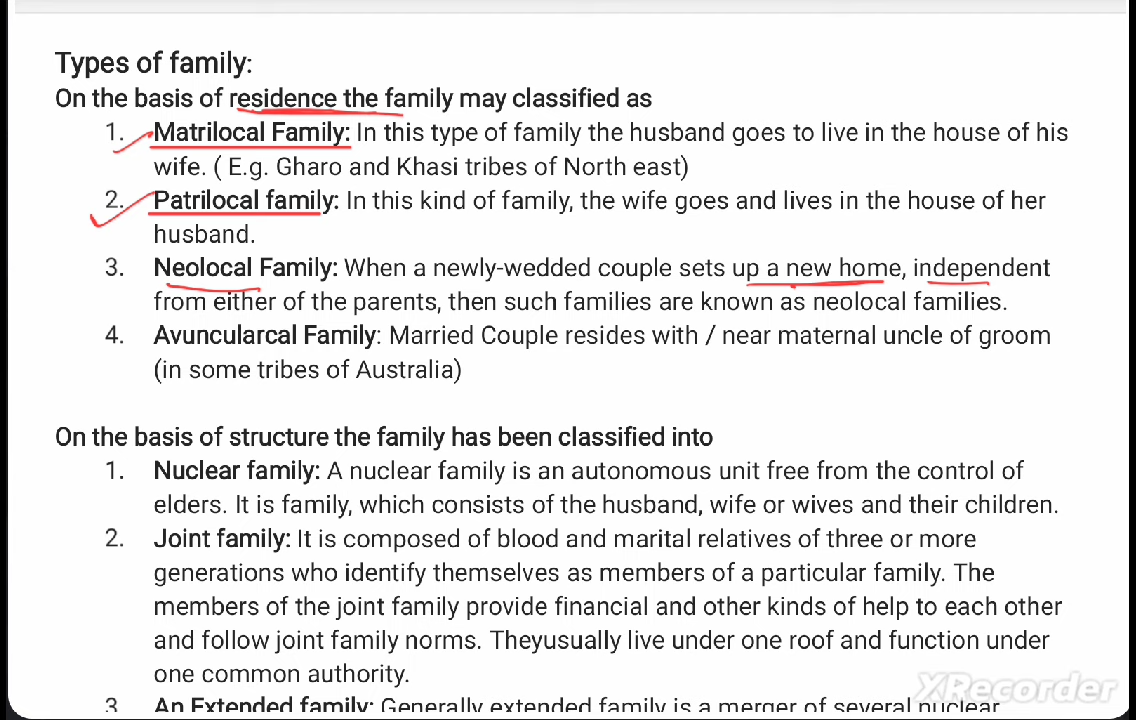 Types of family:
On the basis of residence the family may classified as
1. Matrilocal Family: In this type of family the husband goes to live in the house of his
wife. ( E.g. Gharo and Khasi tribes of North east)
2. Patrilocal family: In this kind of family, the wife goes and lives in the house of her
husband.
3. Neolocal Family: When a newly-wedded couple sets up a new home, independent
from either of the parents, then such families are known as neolocal families.
4. Avuncularcal Family: Married Couple resides with / near maternal uncle of groom
(in some tribes of Australia)
On the basis of structure the family has been classified into
1. Nuclear family: A nuclear family is an autonomous unit free from the control of
elders. It is family, which consists of the husband, wife or wives and their children.
2. Joint family: It is composed of blood and marital relatives of three or more
generations who identify themselves as members of a particular family. The
members of the joint family provide financial and other kinds of help to each other
and follow joint family norms. Theyusually live under one roof and function under
one common authority.
3. An Extended family: Generally extended family is a merger of several nuclear
XRecorder